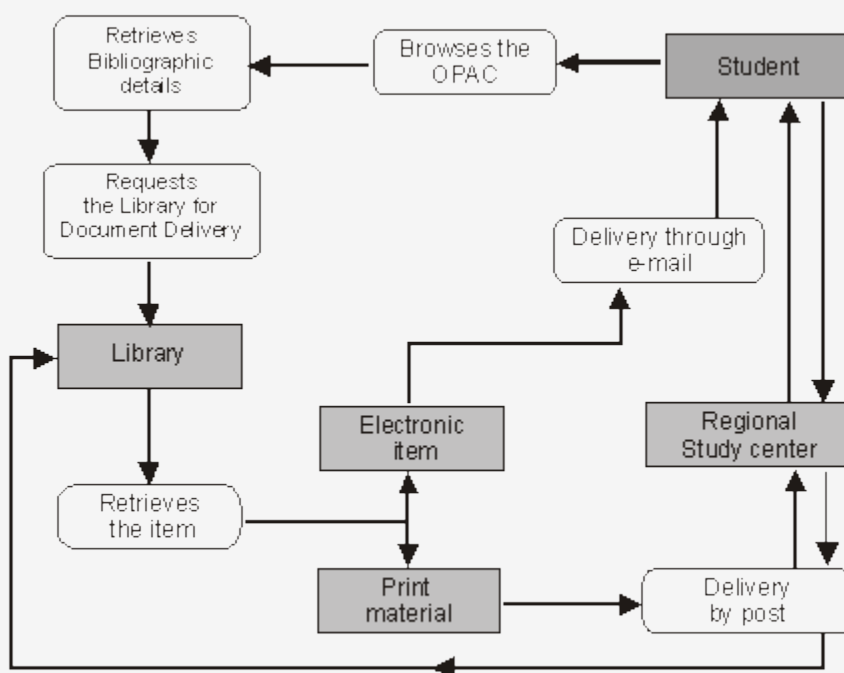 Retrieves
Bibliographic
details
Browses the
OPAC
Student
Requests
the Library for
Document Delivery
Delivery through
e-mail
Library
Electronic
item
Regional
Study center
Retrieves
the item
Print
material
Delivery
by post